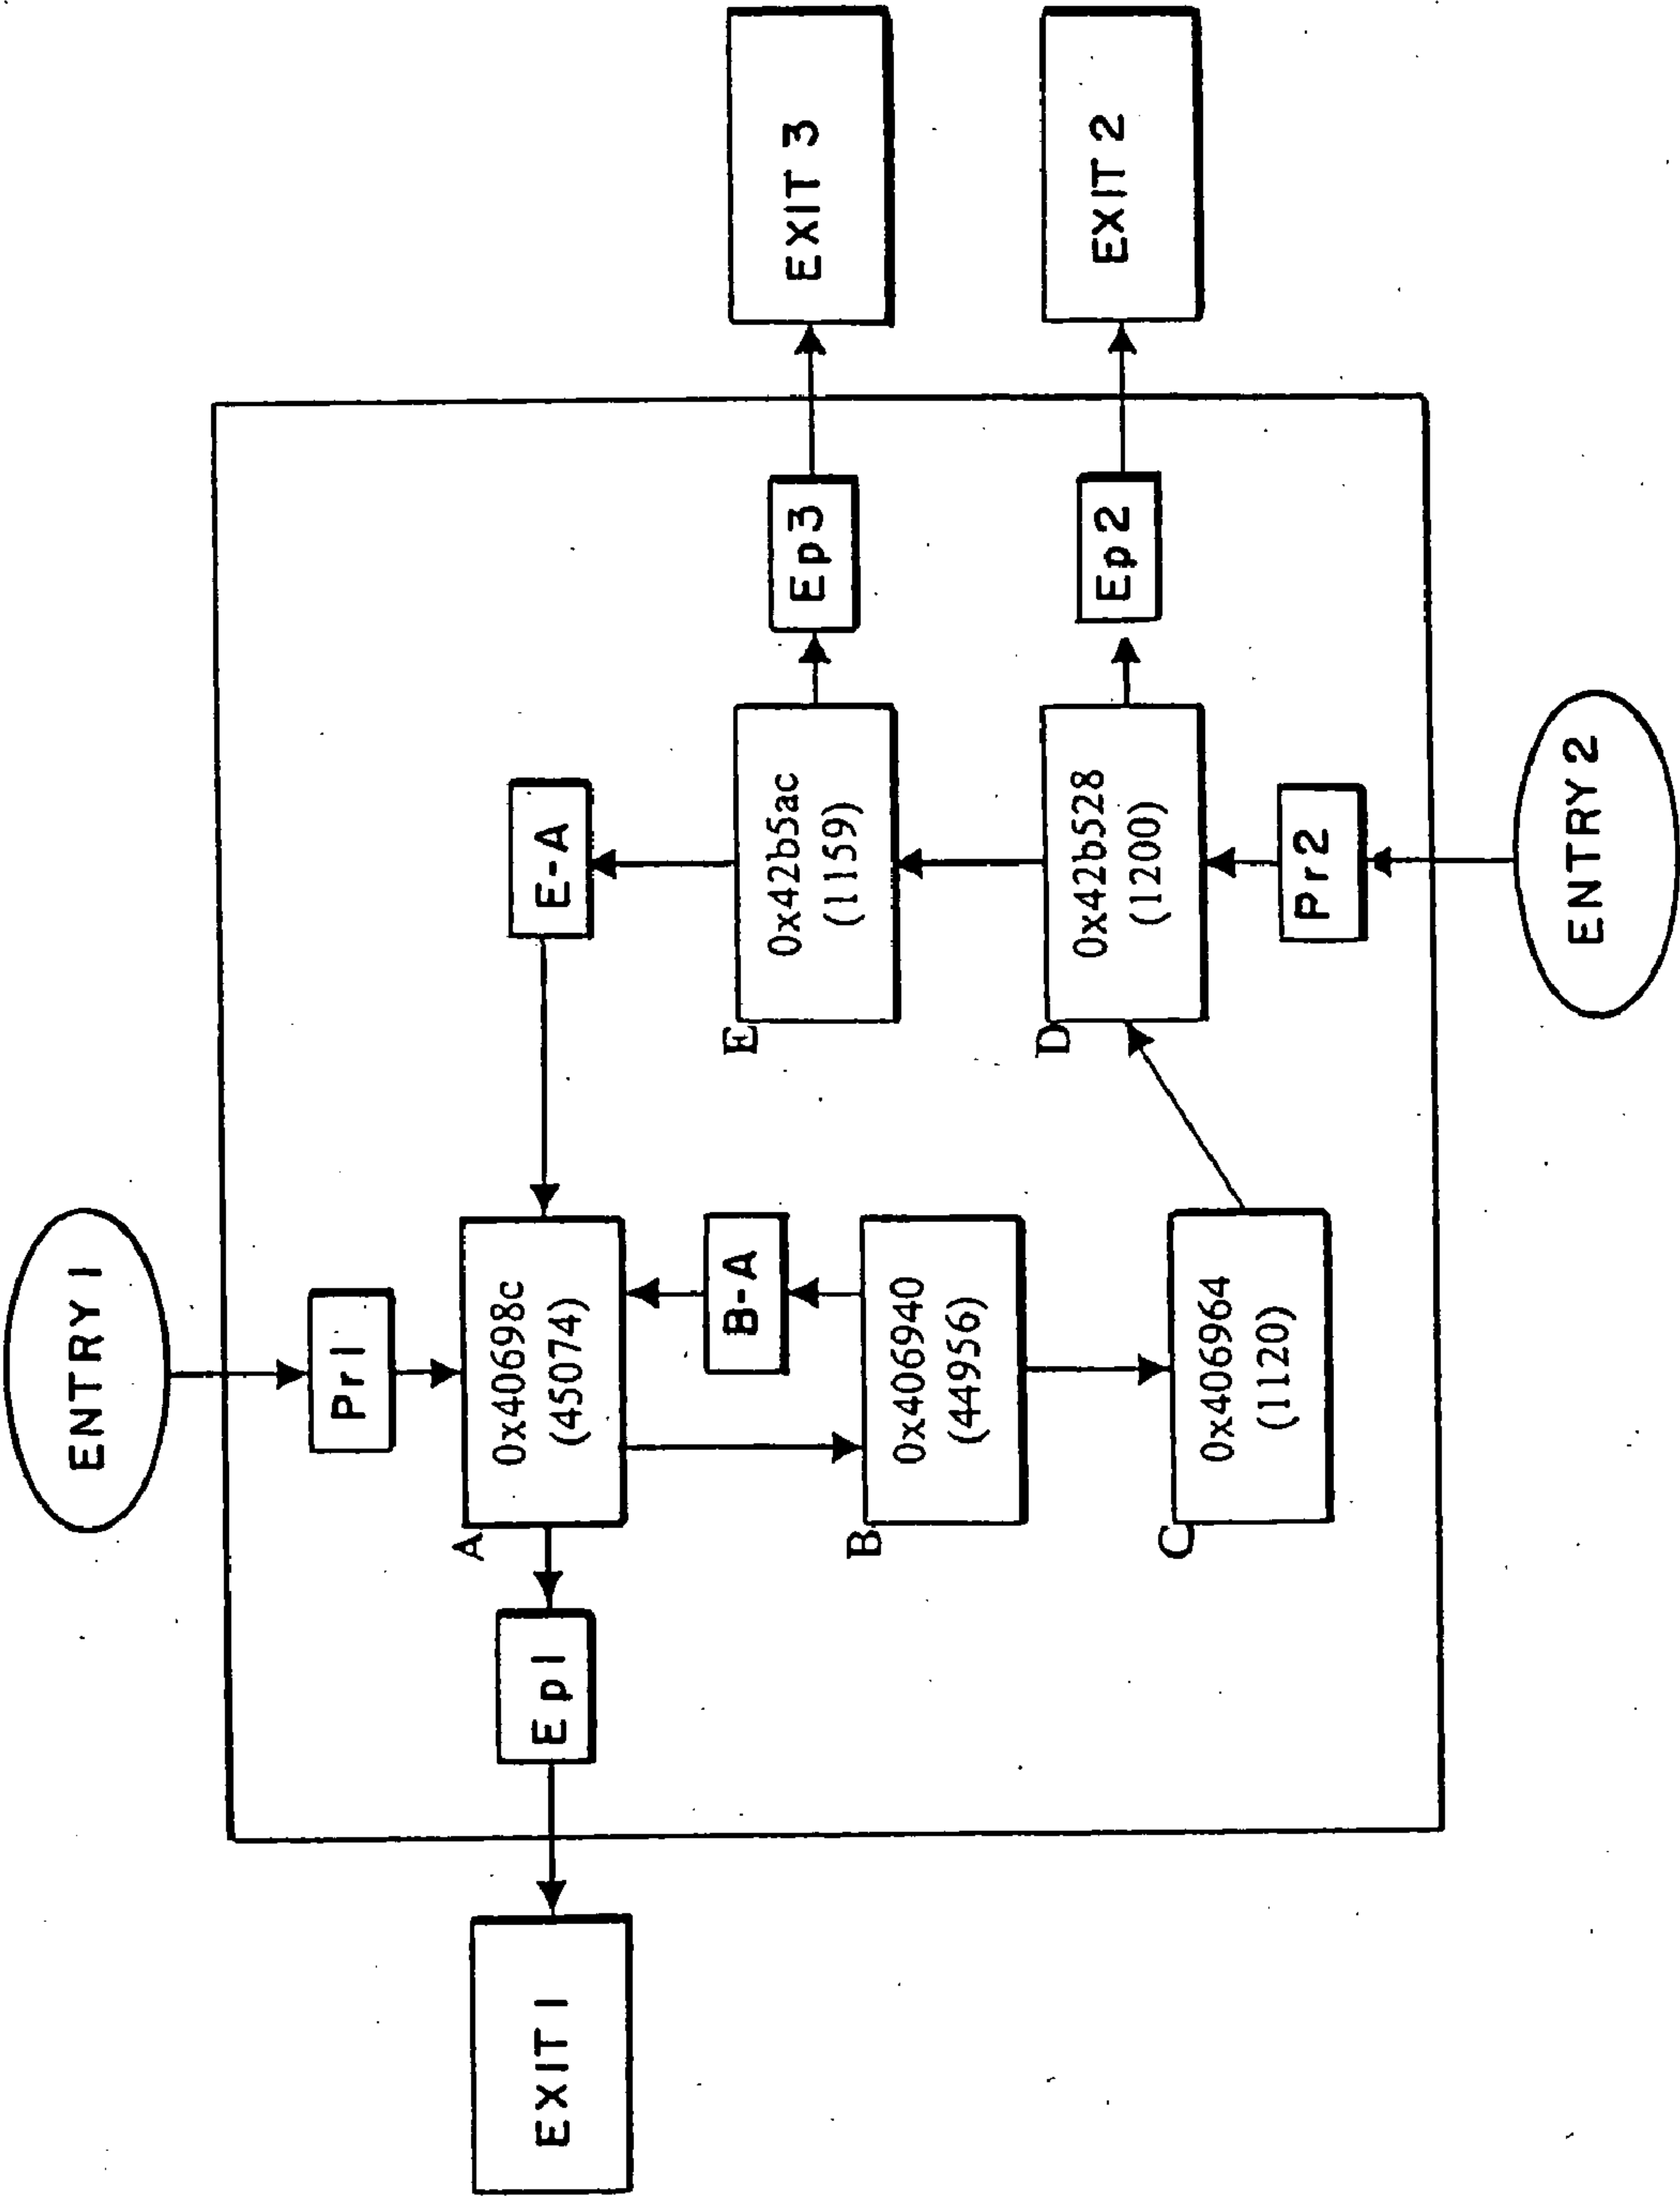 ENTRY 1
Pr1
A
0x40698c
(45074)
Ep1
EXIT 1
B-A
B
0x406940
(44956)
C
0x406964
(1120)
E-A
E
0x42b5ac
(1159)
Ep3
EXIT 3
D
0x42b528
(1200)
Ep2
EXIT 2
Pr2
ENTRY 2